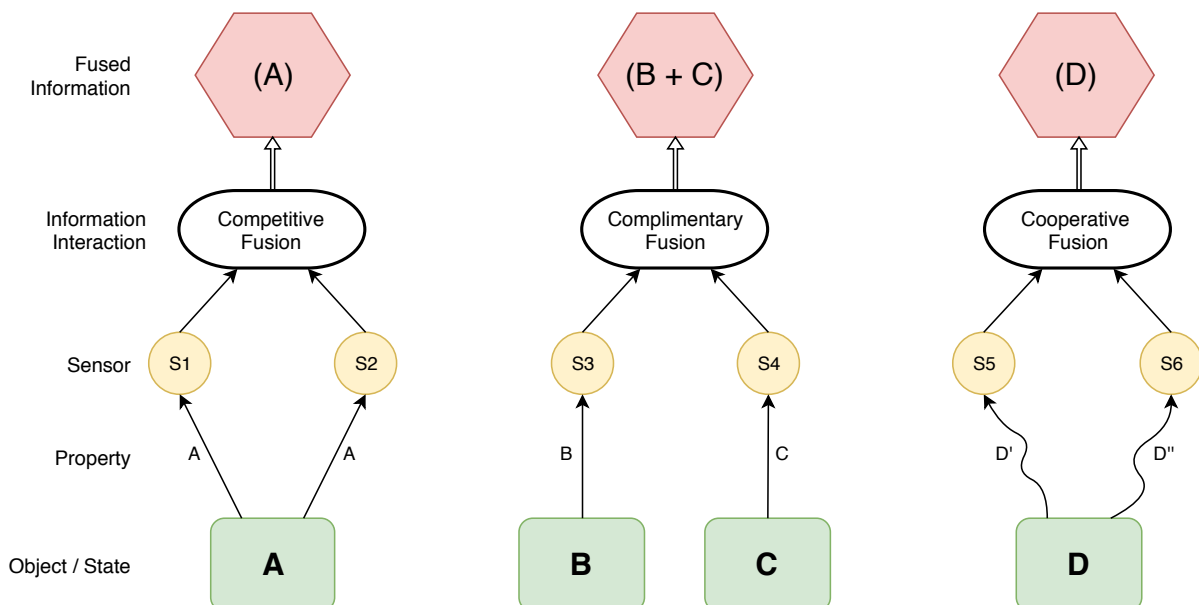 Fused
Information
(A)
(B + C)
(D)
Information
Interaction
Competitive
Fusion
Complimentary
Fusion
Cooperative
Fusion
Sensor
S1
S2
S3
S4
S5
S6
Property
A
A
B
C
D'
D''
Object / State
A
B
C
D